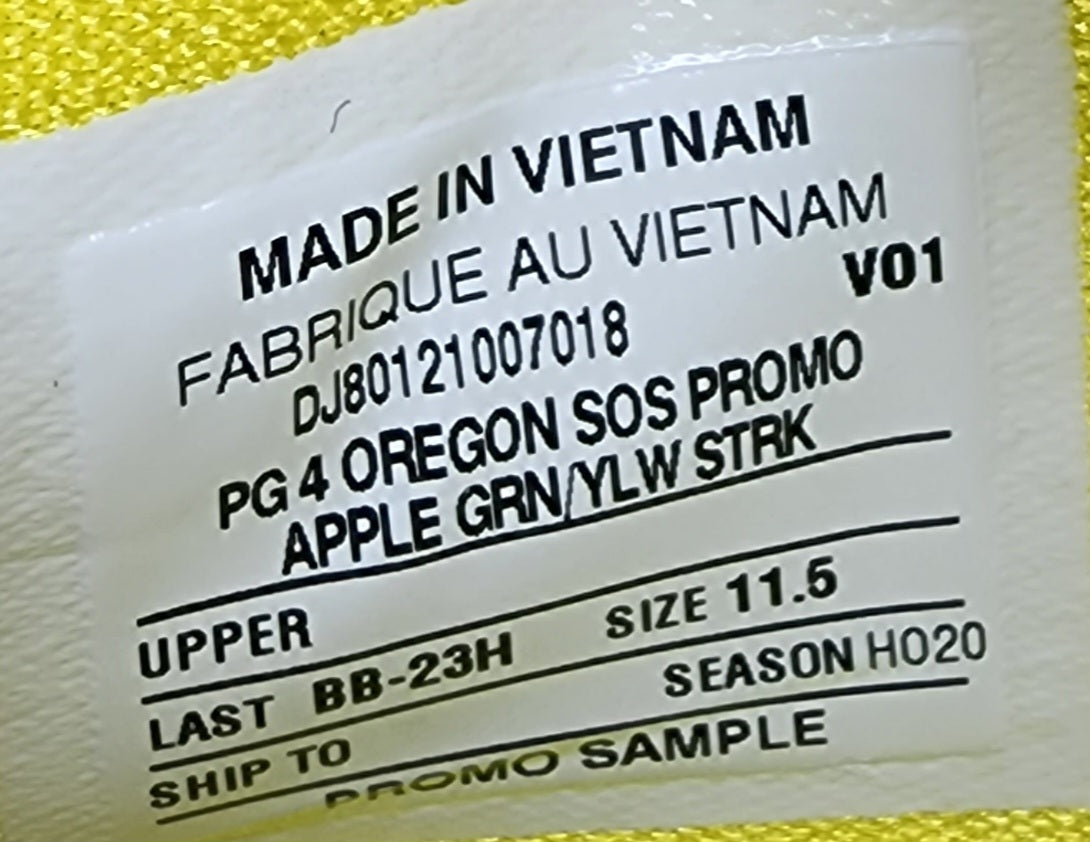 MADE IN VIETNAM
FABRIQUE AU VIETNAM
V01
DJ80121007018
PG 4 OREGON SOS PROMO
APPLE GRN/YLW STRK
UPPER
LAST BB-23H SIZE 11.5
SHIP TO SEASON HO20
PROMO SAMPLE